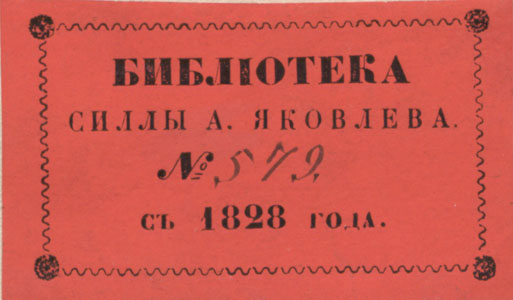 БИБЛІОТЕКА
СИЛЛЫ А. ЯКОВЛЕВА.
№ 579.
съ 1828 года.